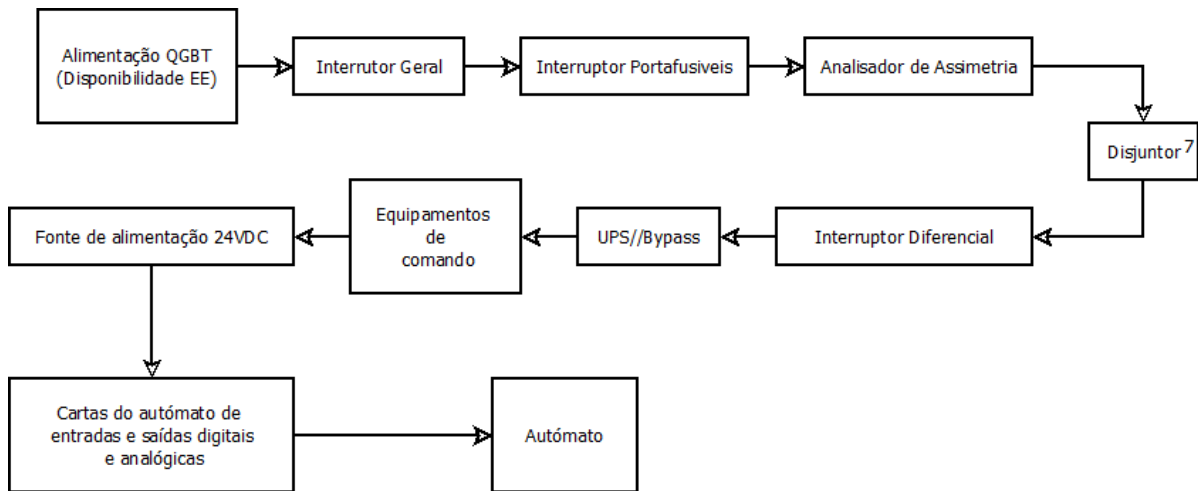 Alimentação QGBT
(Disponibilidade EE)
Interrutor Geral
Interruptor Portafusiveis
Analisador de Assimetria
Disjuntor 7
Interruptor Diferencial
UPS//Bypass
Equipamentos
de
comando
Fonte de alimentação 24VDC
Cartas do autómato de
entradas e saídas digitais
e analógicas
Autómato